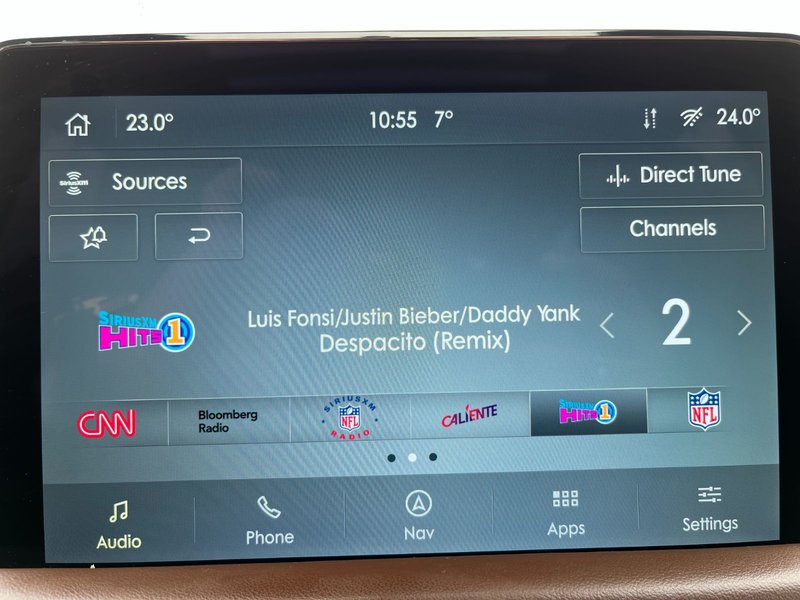 23.0°
10:55 7°
24.0°
SiriusXM Sources
Direct Tune
Channels
SIRIUSXM
HITS 1
Luis Fonsi/Justin Bieber/Daddy Yank
Despacito (Remix)
2
CNN
Bloomberg
Radio
SIRIUSXM
NFL
RADIO
CALIENTE
SIRIUSXM
HITS 1
NFL
Audio
Phone
Nav
Apps
Settings